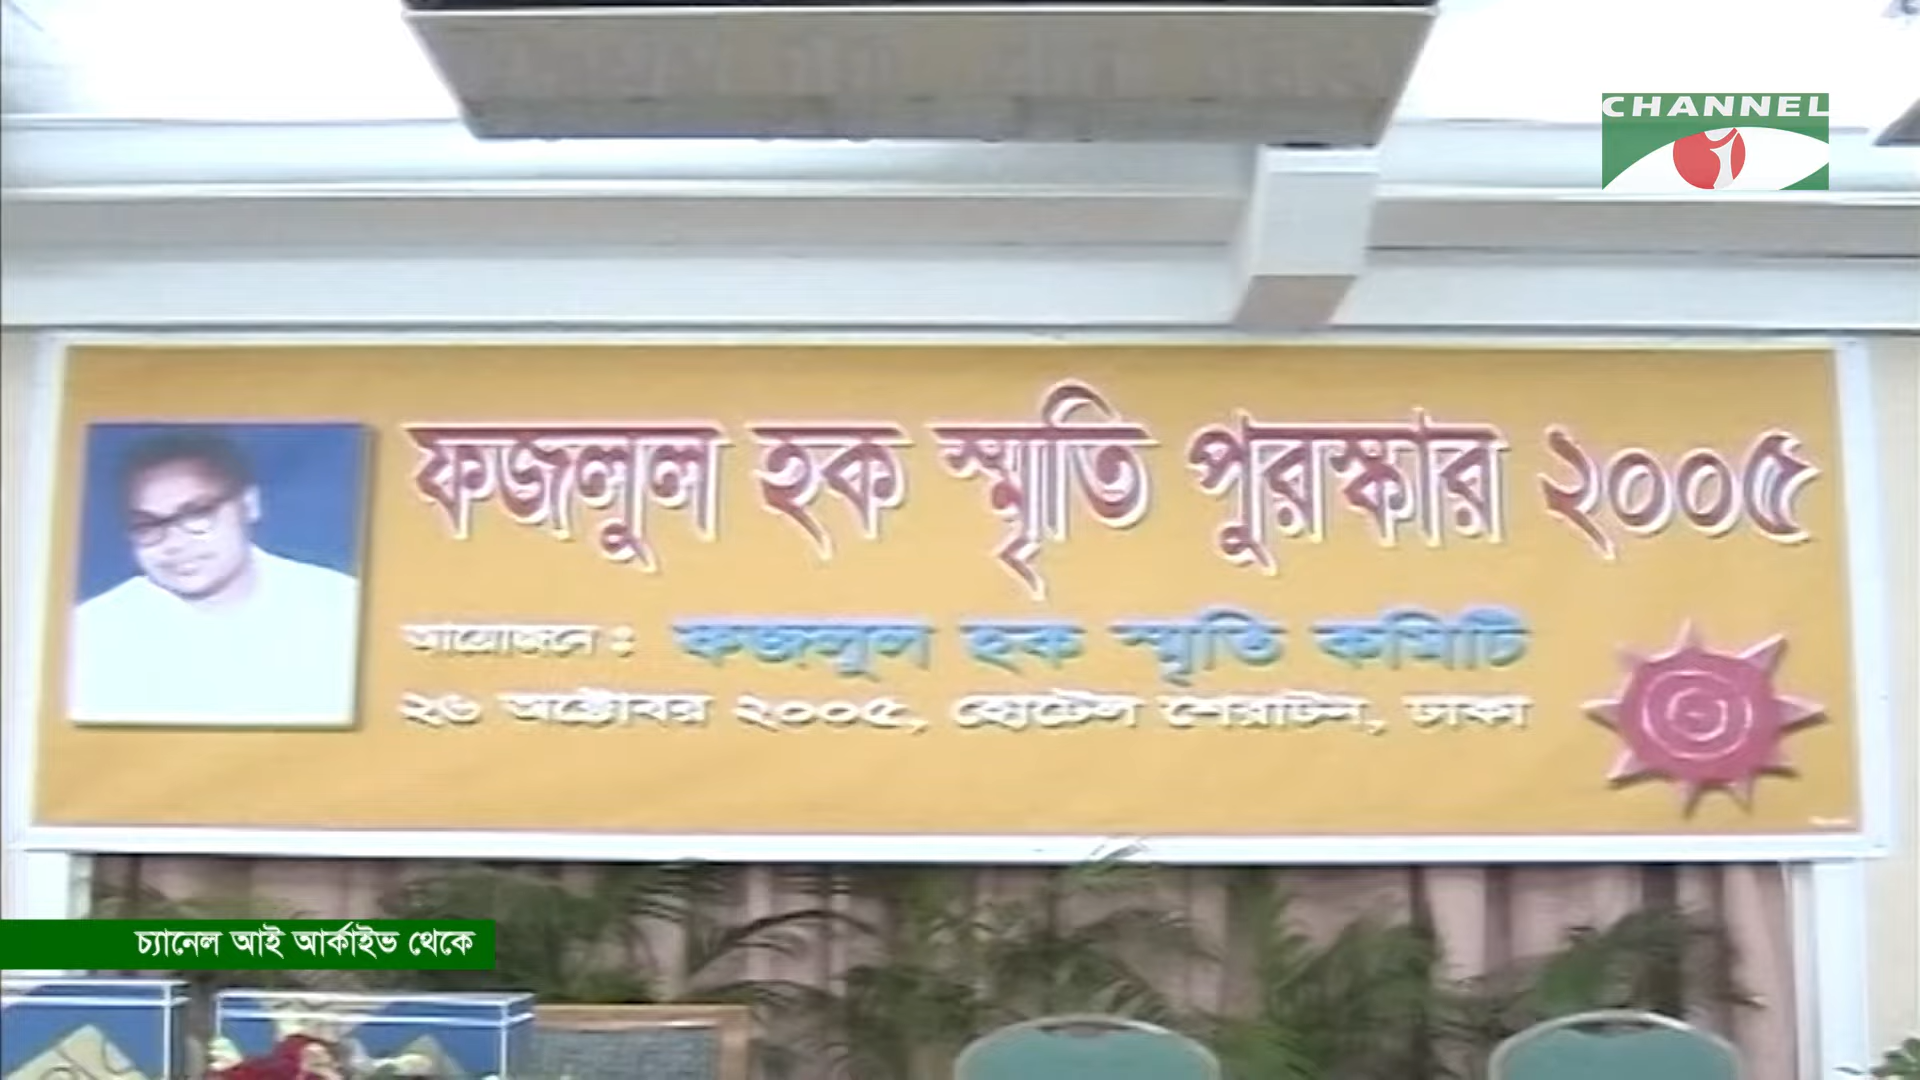 CHANNEL i
ফজলুল হক স্মৃতি পুরস্কার ২০০৫
আয়োজনে : ফজলুল হক স্মৃতি কমিটি
২৬ অক্টোবর ২০০৫, হোটেল শেরাটন, ঢাকা
চ্যানেল আই আর্কাইভ থেকে